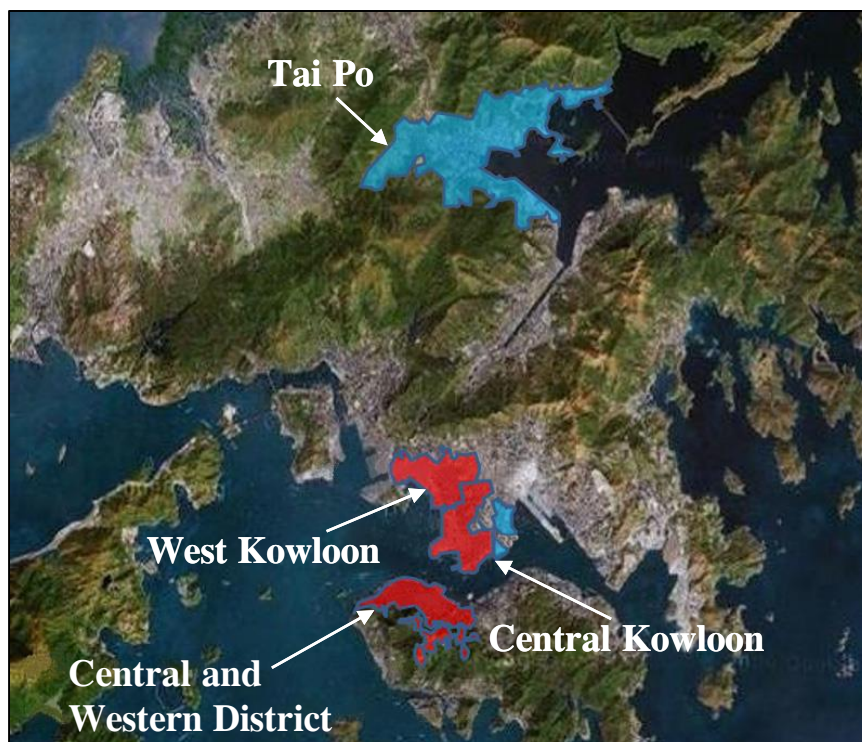 Tai Po
West Kowloon
Central Kowloon
Central and
Western District